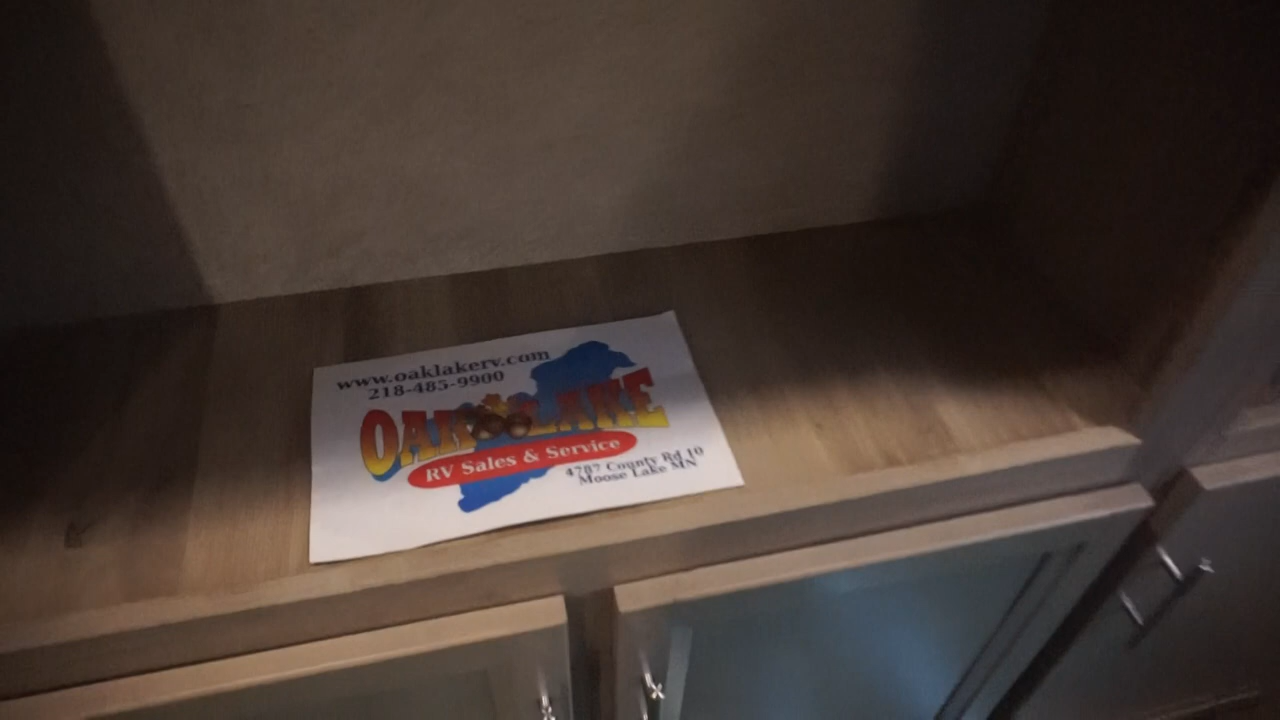 www.oaklakerv.com
218-485-9900
OAK LAKE
RV Sales & Service
4787 County Rd 10
Moose Lake MN